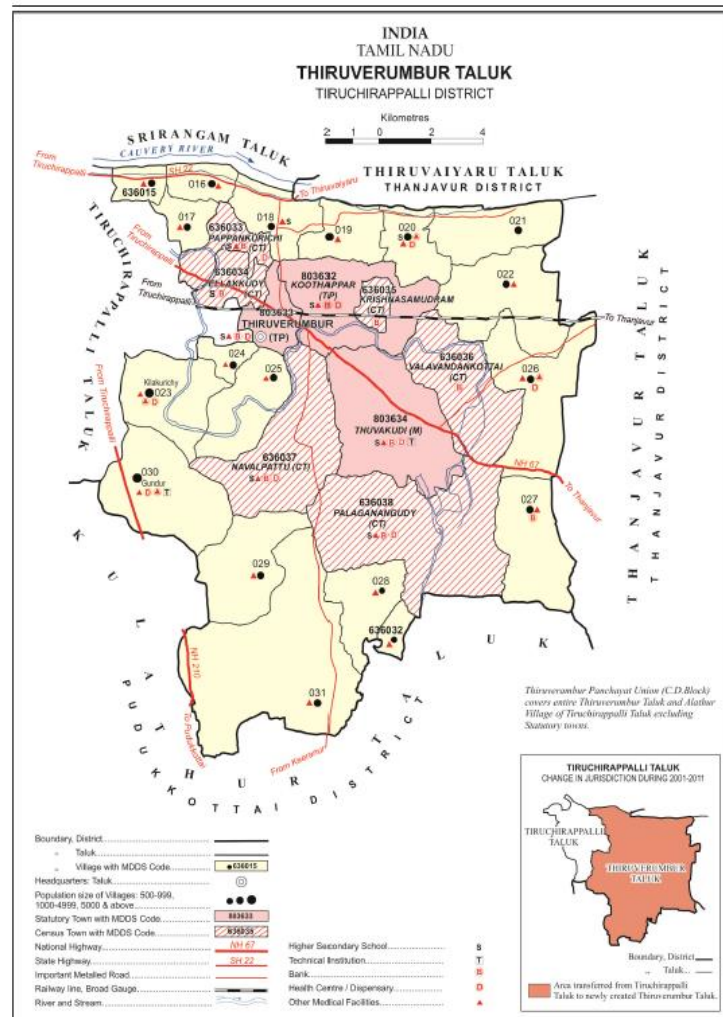 INDIA
TAMIL NADU
THIRUVERUMBUR TALUK
TIRUCHIRAPPALLI DISTRICT
Kilometres
2 1 0 2 4
SRIRANGAM TALUK
CAUVERY RIVER
From Tiruchirappalli
SH 22
To Thiruvaiyaru
THIRUVAIYARU TALUK
THANJAVUR DISTRICT
636015
016
017
018
S
019
020
S
D
021
022
636033
PAPPANKURICHI
(CT)
S B
D
636034
ELLAKKUDY
(CT)
S B
803632
KOOTHAPPAR
(TP)
S B D
636035
KRISHNASAMUDRAM
(CT)
B
From Tiruchirappalli
From Tiruchirappalli
To Thanjavur
803633
THIRUVERUMBUR
(TP)
S B D
TIRUCHIRAPPALLI TALUK
024
025
Kilakurichy
023
D
636036
VALAVANDANKOTTAI
(CT)
B
026
D
803634
THUVAKUDI (M)
S B D T
636037
NAVALPATTU (CT)
S B D
NH 67
To Thanjavur
From Tiruchirappalli
030
Gundur
D T
636038
PALAGANANGUDY
(CT)
S B D
027
B
THANJAVUR TALUK
THANJAVUR DISTRICT
029
028
636032
031
NH 210
To Pudukkottai
From Keeranur
KULATHUR TALUK
PUDUKKOTTAI DISTRICT
Thiruverambur Panchayat Union (C.D.Block)
covers entire Thiruverumbur Taluk and Alathur
Village of Tiruchirappalli Taluk excluding
Statutory towns.
TIRUCHIRAPPALLI TALUK
CHANGE IN JURISDICTION DURING 2001-2011
TIRUCHIRAPPALLI
TALUK
THIRUVERUMBUR
TALUK
Boundary, District
,, Taluk
Area transferred from Tiruchirappalli
Taluk to newly created Thiruverumbur Taluk.
Boundary, District
,, Taluk
,, Village with MDDS Code 636015
Headquarters: Taluk
Population size of Villages: 500-999,
1000-4999, 5000 & above
Statutory Town with MDDS Code 803633
Census Town with MDDS Code 636035
National Highway NH 67
State Highway SH 22
Important Metalled Road
Railway line, Broad Gauge
River and Stream
Higher Secondary School S
Technical Iinstitution T
Bank B
Health Centre / Dispensary D
Other Medical Facilities